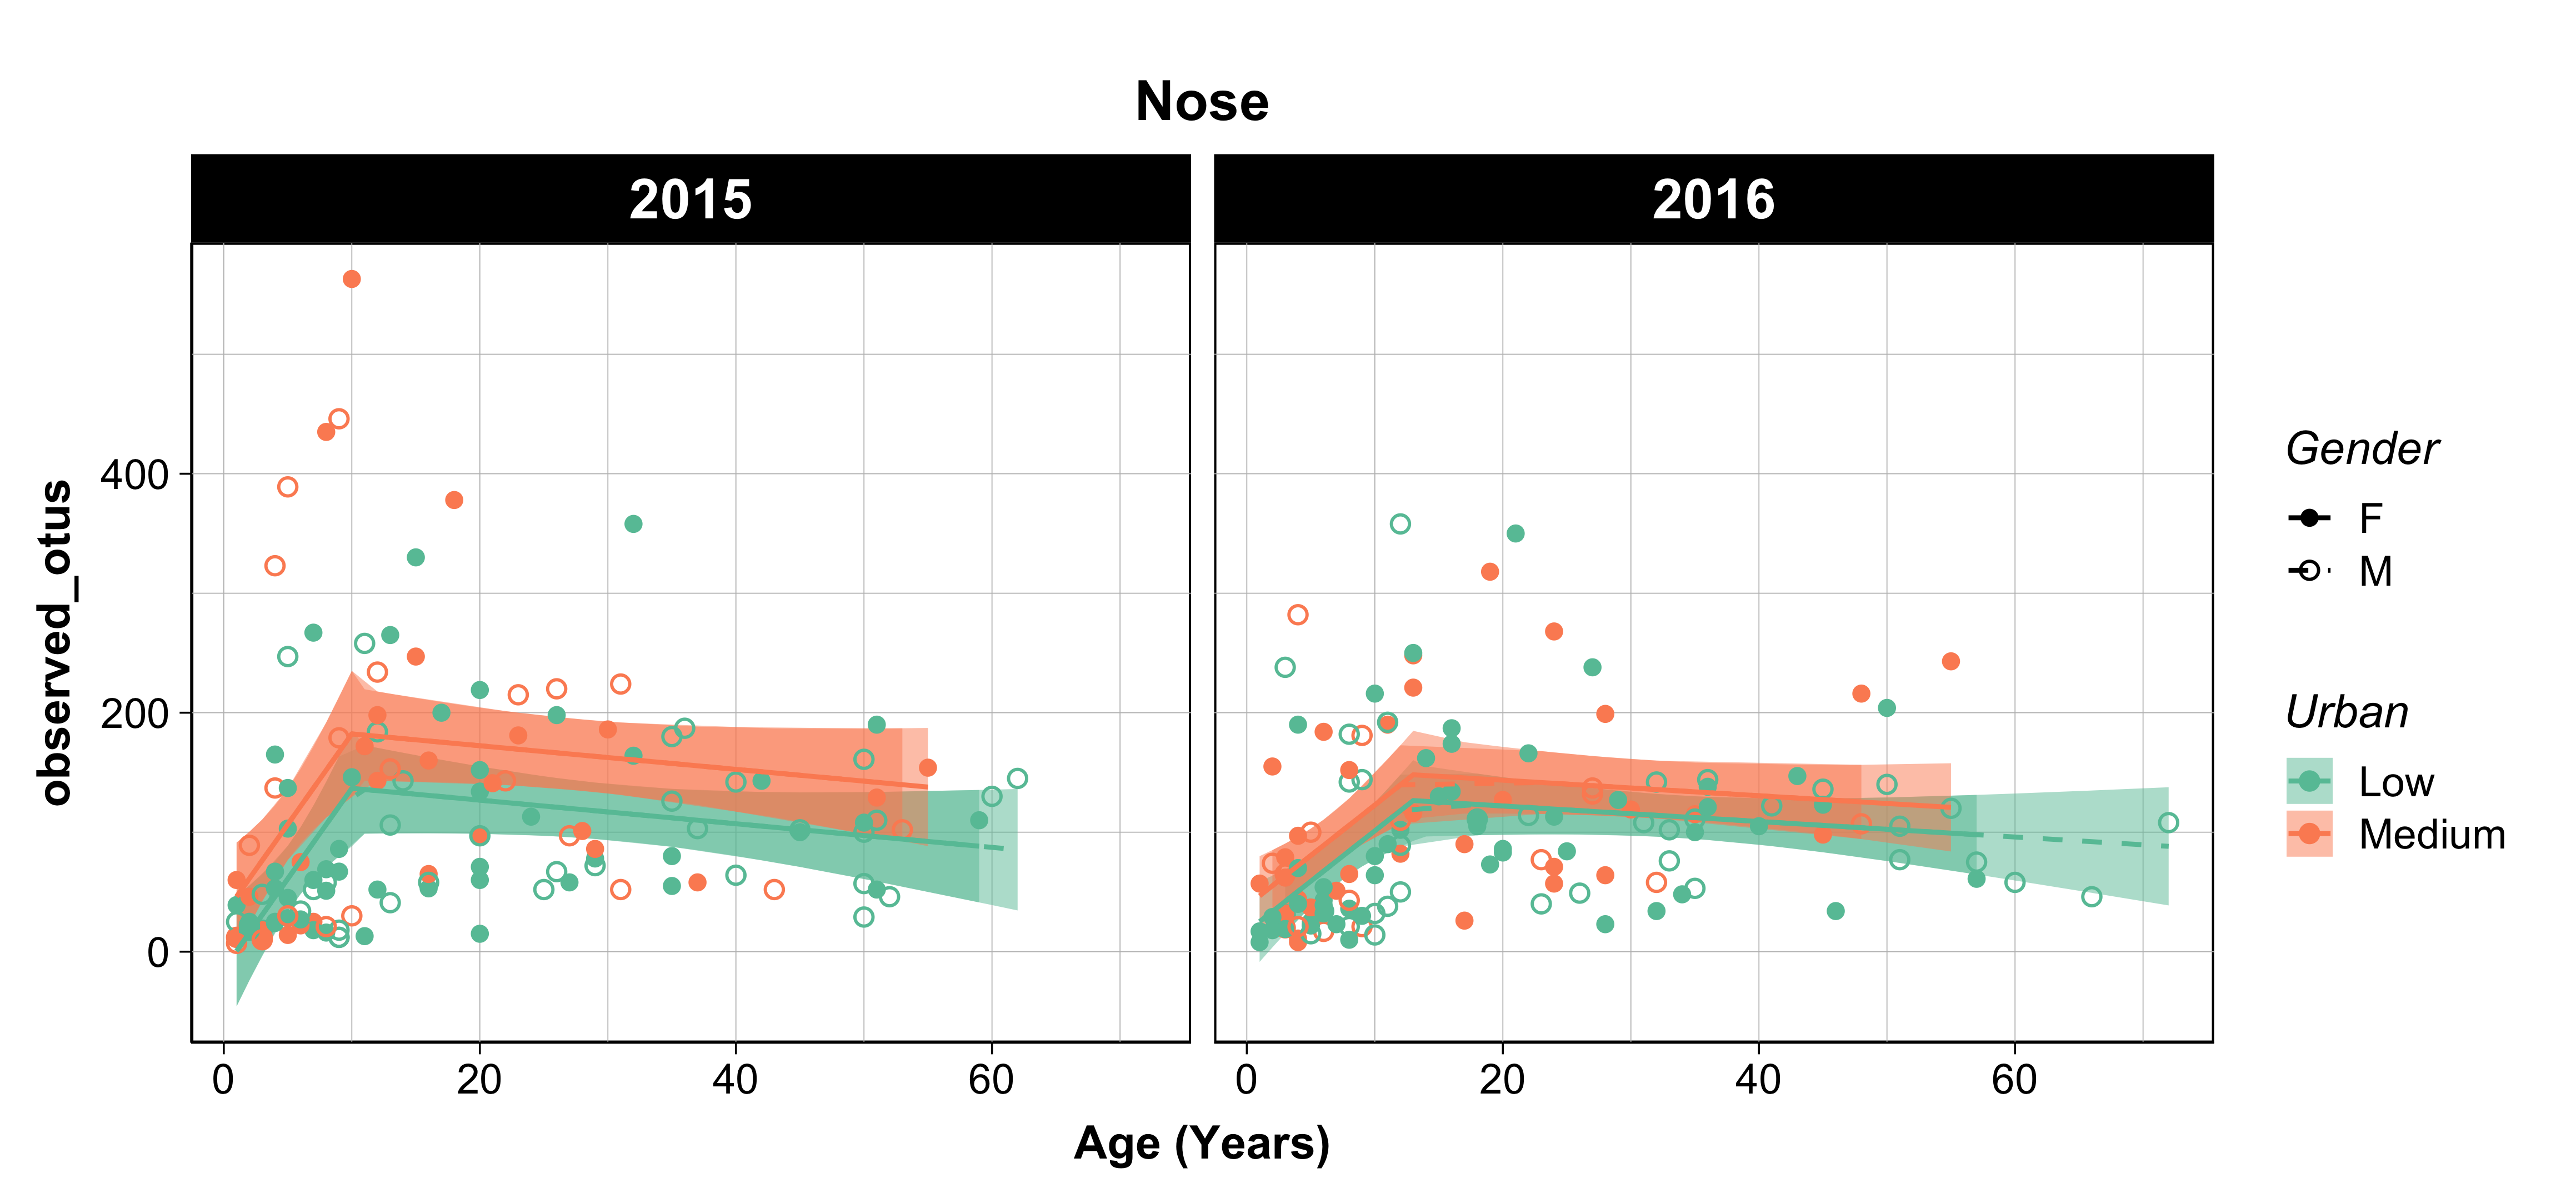 Nose
2015
2016
observed_otus
400
200
0
0
20
40
60
0
20
40
60
Age (Years)
Gender
F
M
Urban
Low
Medium